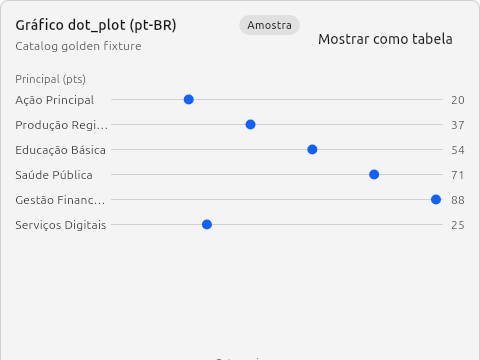 Gráfico dot_plot (pt-BR)
Amostra
Mostrar como tabela
Catalog golden fixture
Principal (pts)
Ação Principal 20
Produção Regi... 37
Educação Básica 54
Saúde Pública 71
Gestão Financ... 88
Serviços Digitais 25